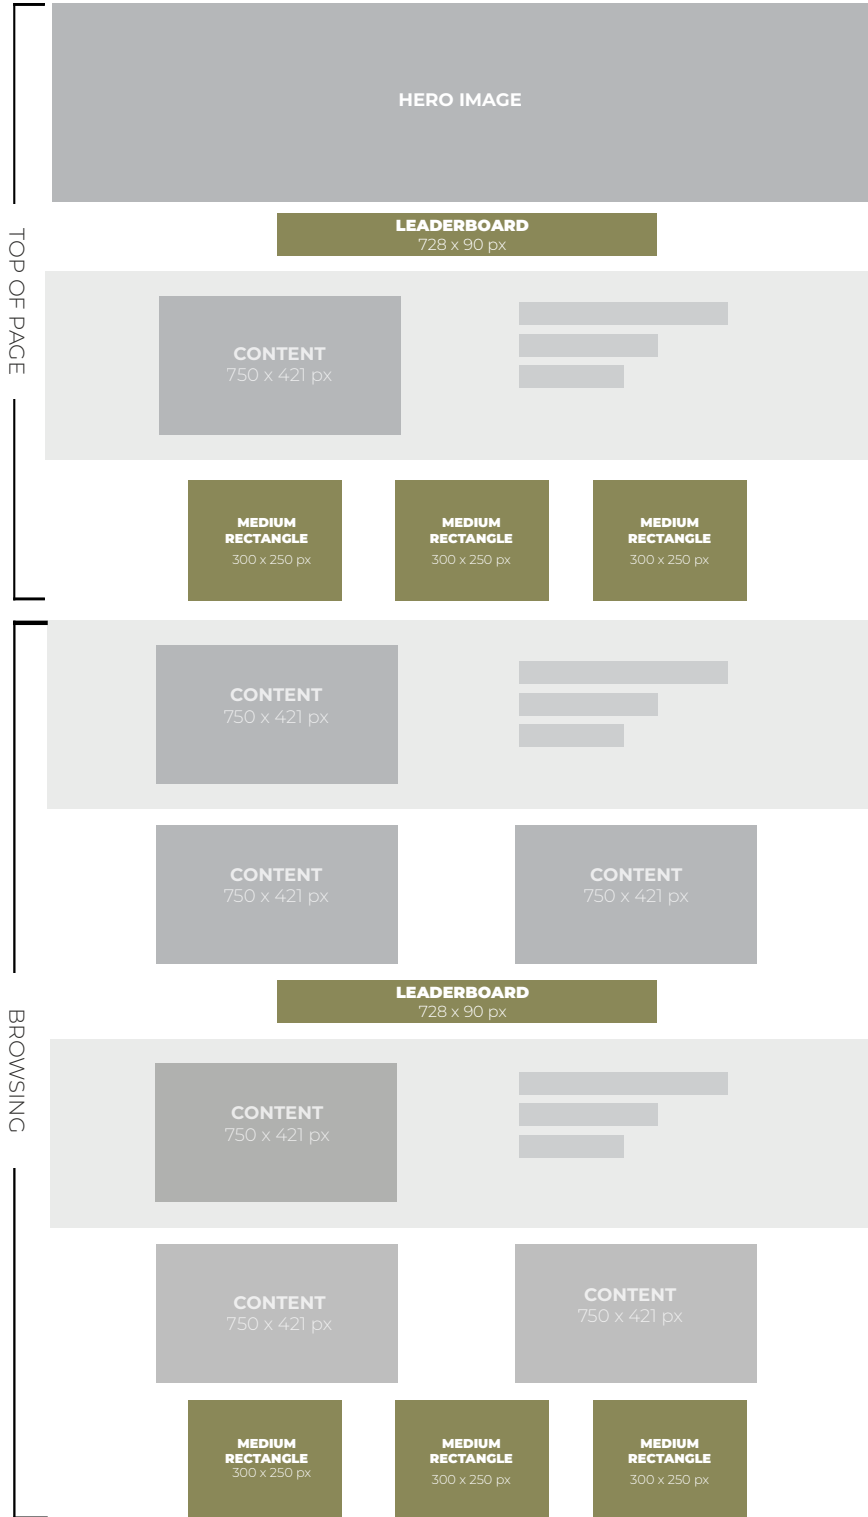 HERO IMAGE
LEADERBOARD
728 x 90 px
TOP OF PAGE
CONTENT
750 x 421 px
MEDIUM
RECTANGLE
300 x 250 px
MEDIUM
RECTANGLE
300 x 250 px
MEDIUM
RECTANGLE
300 x 250 px
CONTENT
750 x 421 px
CONTENT
750 x 421 px
CONTENT
750 x 421 px
LEADERBOARD
728 x 90 px
BROWSING
CONTENT
750 x 421 px
CONTENT
750 x 421 px
CONTENT
750 x 421 px
MEDIUM
RECTANGLE
300 x 250 px
MEDIUM
RECTANGLE
300 x 250 px
MEDIUM
RECTANGLE
300 x 250 px